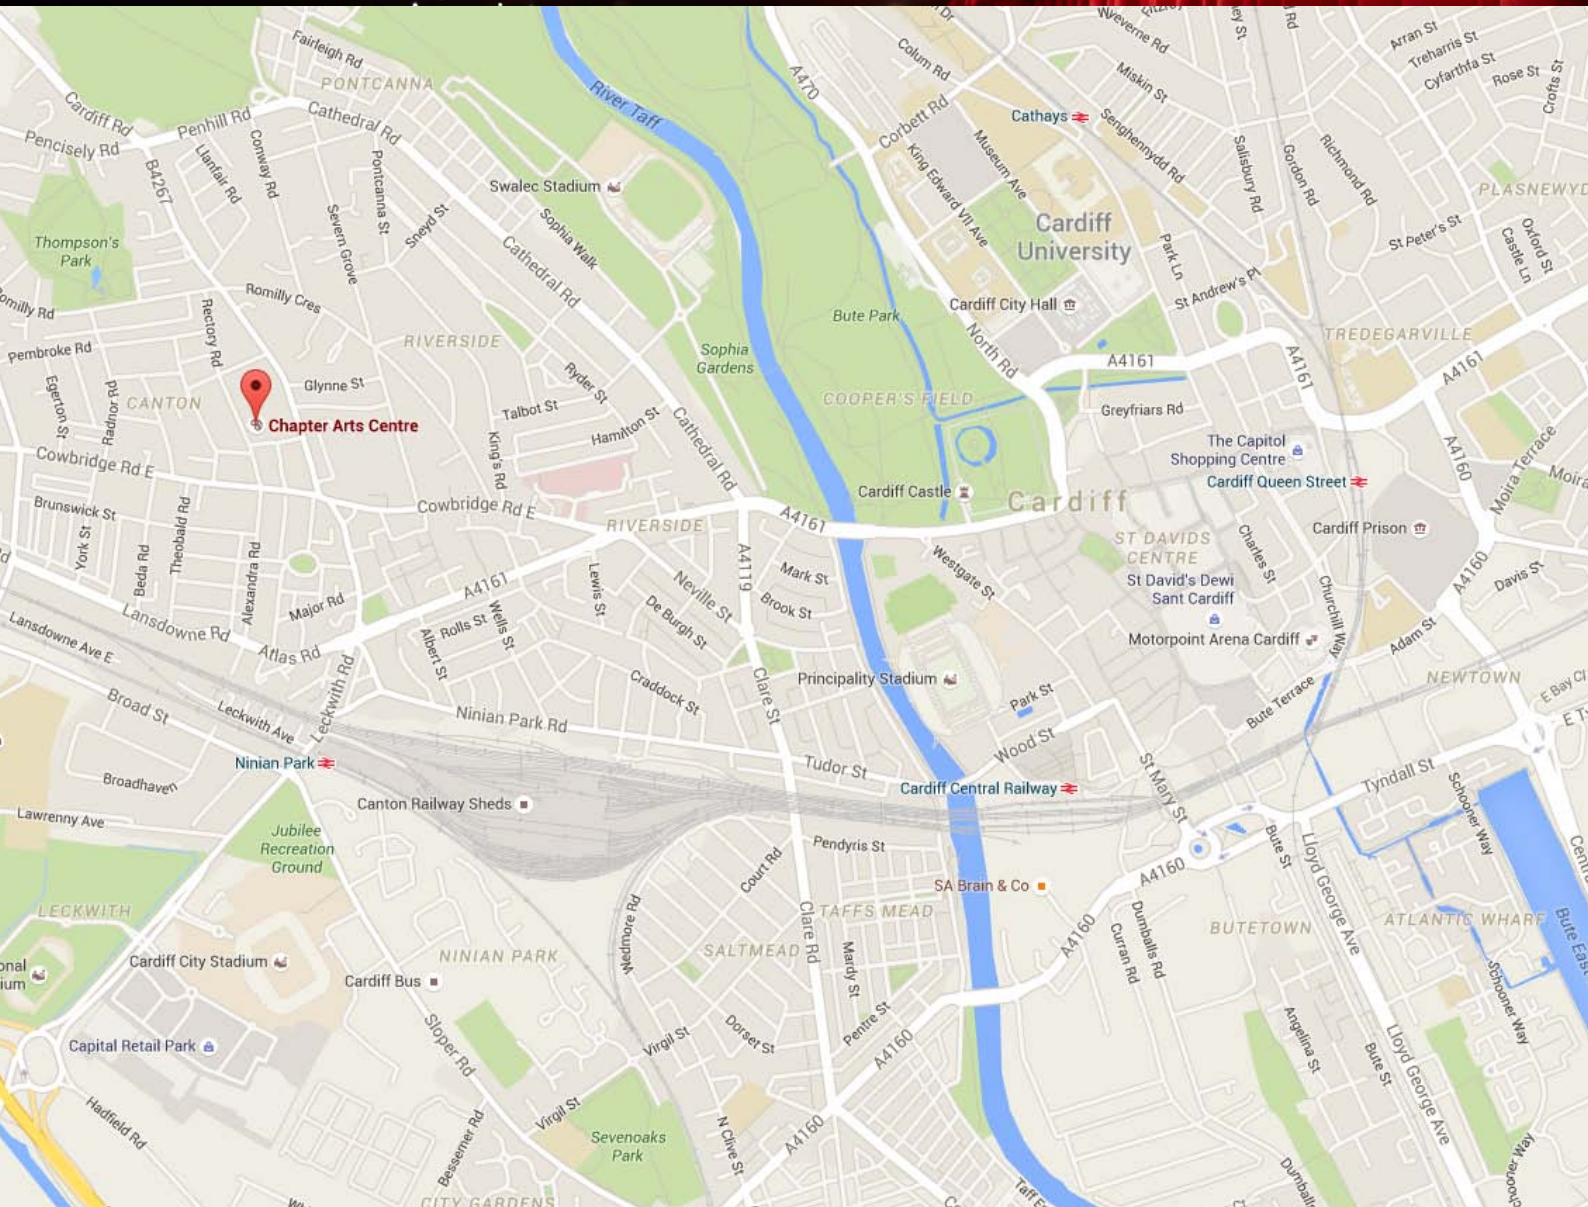 Fairleigh Rd
PONTCANNA
Cathedral Rd
Cardiff Rd
Penhill Rd
Pencisely Rd
B4267
Llanfair Rd
Conway Rd
Pontcanna St
Severn Grove
Sneyd St
River Taff
Swalec Stadium
Sophia Walk
Cathedral Rd
A470
Colum Rd
Corbett Rd
Wyeverne Rd
Miskin St
Cathays
Senghennydd Rd
Museum Ave
King Edward VII Ave
Cardiff
University
Park Ln
Salisbury Rd
Gordon Rd
Richmond Rd
Arran St
Treharris St
Cyfarthfa St
Rose St
Crofts St
PLASNEWYD
St Peter's St
Oxford St
Castle Ln
St Andrew's Pl
Thompson's
Park
omilly Rd
Romilly Cres
Rectory Rd
Pembroke Rd
RIVERSIDE
Egerton St
Radnor Rd
CANTON
Glynne St
Chapter Arts Centre
Talbot St
Ryder St
Hamilton St
King's Rd
Cathedral Rd
Sophia
Gardens
Bute Park
Cardiff City Hall
North Rd
A4161
A4161
TREDEGARVILLE
A4161
COOPER'S FIELD
Greyfriars Rd
The Capitol
Shopping Centre
Cardiff Queen Street
A4160
Moira Terrace
Moira
Cowbridge Rd E
Cowbridge Rd E
RIVERSIDE
A4161
Cardiff Castle
Cardiff
Cardiff Prison
Brunswick St
York St
Beda Rd
Theobald Rd
Alexandra Rd
Major Rd
A4161
Lewis St
Neville St
A4119
Mark St
Brook St
De Burgh St
Westgate St
ST DAVIDS
CENTRE
St David's Dewi
Sant Cardiff
Charles St
Churchill Way
A4160
Davis St
Adam St
Motorpoint Arena Cardiff
Lansdowne Rd
Atlas Rd
Lansdowne Ave E
Albert St
Rolls St
Wells St
Craddock St
Clare St
Principality Stadium
Park St
Wood St
Bute Terrace
NEWTOWN
Broad St
Leckwith Ave
Leckwith Rd
Ninian Park Rd
Ninian Park
Broadhaven
Lawrenny Ave
Canton Railway Sheds
Tudor St
Cardiff Central Railway
St Mary St
Tyndall St
Schooner Way
Jubilee
Recreation
Ground
Pendyris St
Court Rd
A4160
Bute St
Lloyd George Ave
SA Brain & Co
LECKWITH
Wedmore Rd
Clare Rd
TAFFS MEAD
SALTMEAD
Mardy St
A4160
Curran Rd
Dumballs Rd
BUTETOWN
ATLANTIC WHARF
Bute Eas
onal
ium
Cardiff City Stadium
NINIAN PARK
Cardiff Bus
Schooner Way
Capital Retail Park
Sloper Rd
Virgil St
Dorset St
Pentre St
A4160
Angelina St
Bute St
Lloyd George Ave
Hadfield Rd
Bessemer Rd
Virgil St
Sevenoaks
Park
N Clive St
A4160
CITY GARDENS
Taff E
Dumball
chooner Way